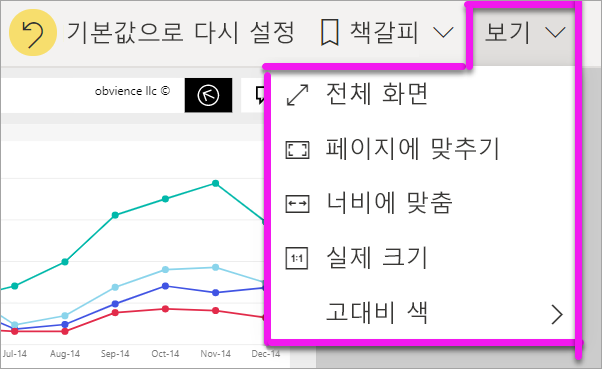 기본값으로 다시 설정 책갈피 보기
obvience llc ©
전체 화면
페이지에 맞추기
너비에 맞춤
1:1 실제 크기
고대비 색
Jul-14 Aug-14 Sep-14 Oct-14 Nov-14 Dec-14